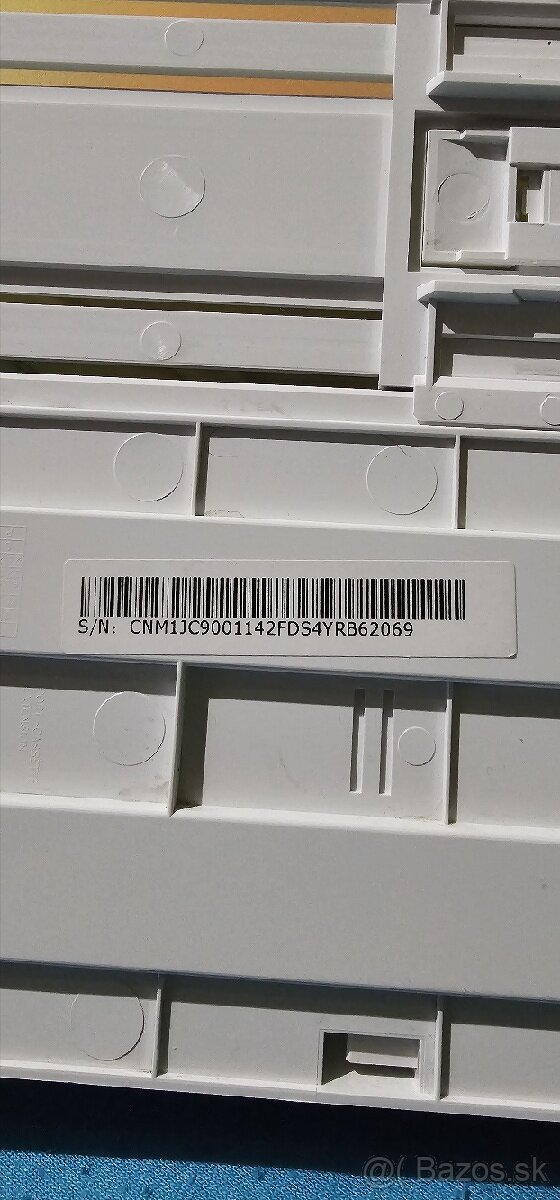 S/N: CNM1JC9001142FDS4YRB62069
@( Bazos.sk